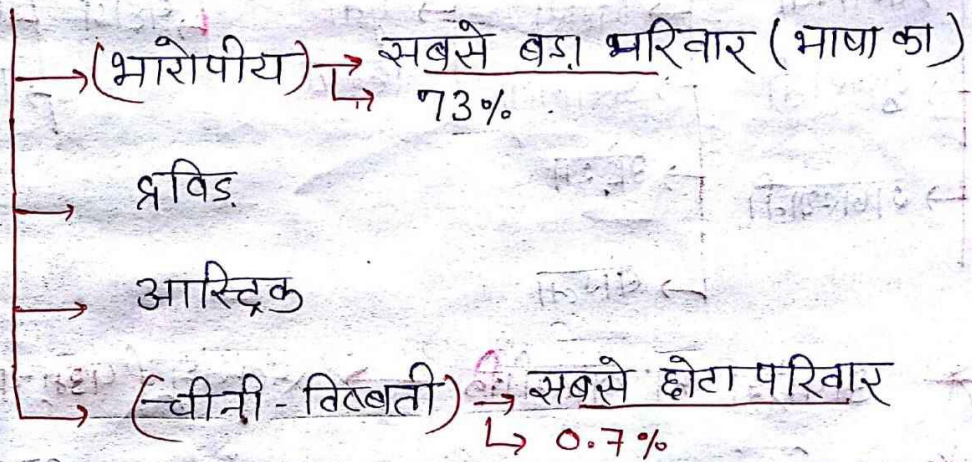 (भारोपीय) → सबसे बड़ा परिवार (भाषा का)
↳ 73%
द्रविड़
आस्ट्रिक
(चीनी - तिब्बती) → सबसे छोटा परिवार
↳ 0.7%